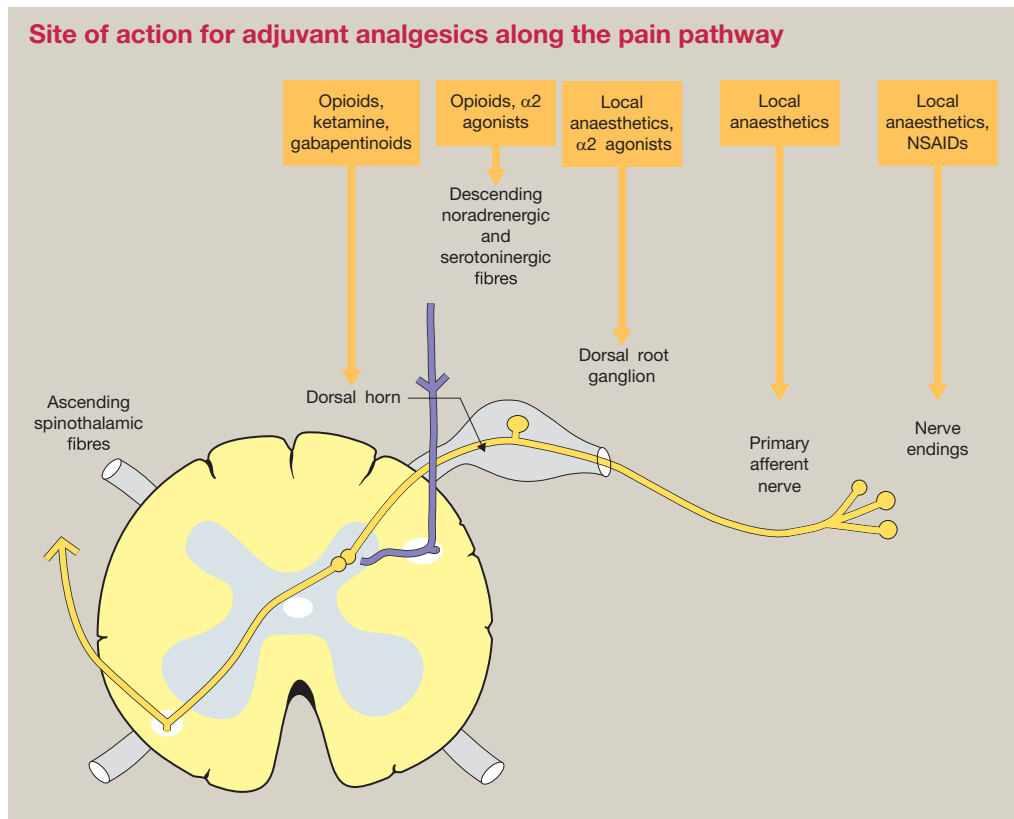 Site of action for adjuvant analgesics along the pain pathway
Opioids,
ketamine,
gabapentinoids
Opioids, α2
agonists
Local
anaesthetics,
α2 agonists
Local
anaesthetics
Local
anaesthetics,
NSAIDs
Descending
noradrenergic
and
serotoninergic
fibres
Dorsal root
ganglion
Dorsal horn
Ascending
spinothalamic
fibres
Primary
afferent
nerve
Nerve
endings